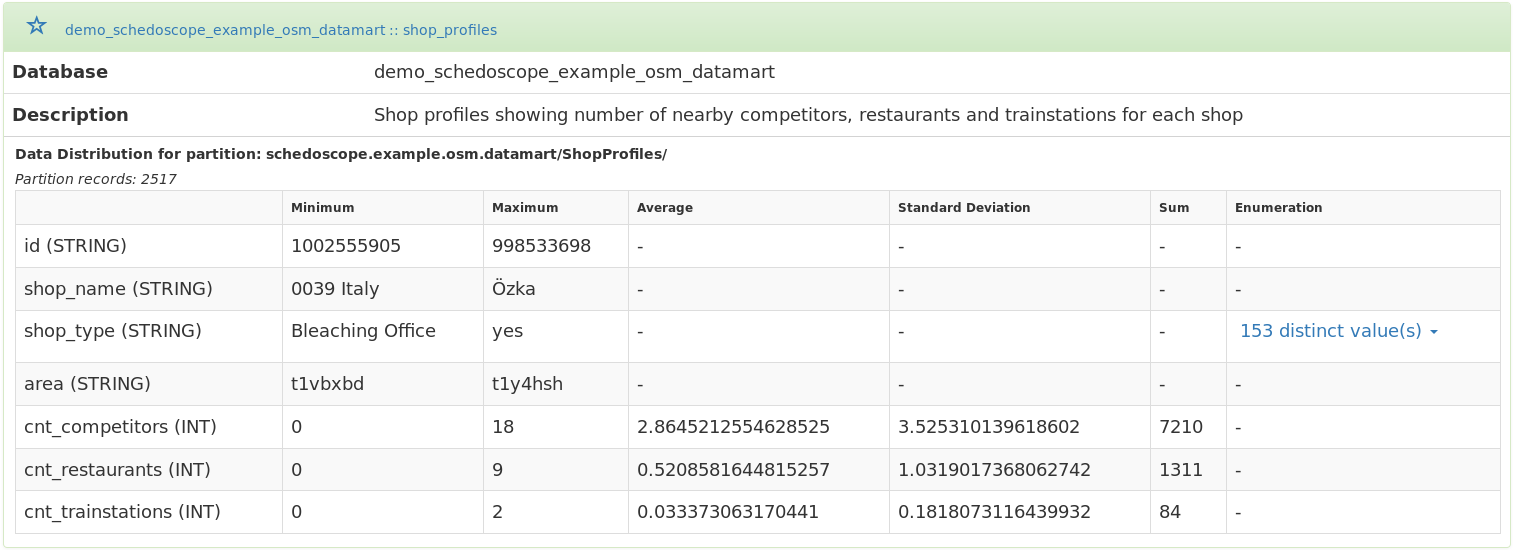 demo_schedoscope_example_osm_datamart :: shop_profiles
Database demo_schedoscope_example_osm_datamart
Description Shop profiles showing number of nearby competitors, restaurants and trainstations for each shop
Data Distribution for partition: schedoscope.example.osm.datamart/ShopProfiles/
Partition records: 2517
Minimum Maximum Average Standard Deviation Sum Enumeration
id (STRING) 1002555905 998533698 - - - -
shop_name (STRING) 0039 Italy Özka - - - -
shop_type (STRING) Bleaching Office yes - - - 153 distinct value(s)
area (STRING) t1vbxbd t1y4hsh - - - -
cnt_competitors (INT) 0 18 2.8645212554628525 3.525310139618602 7210 -
cnt_restaurants (INT) 0 9 0.5208581644815257 1.0319017368062742 1311 -
cnt_trainstations (INT) 0 2 0.033373063170441 0.1818073116439932 84 -